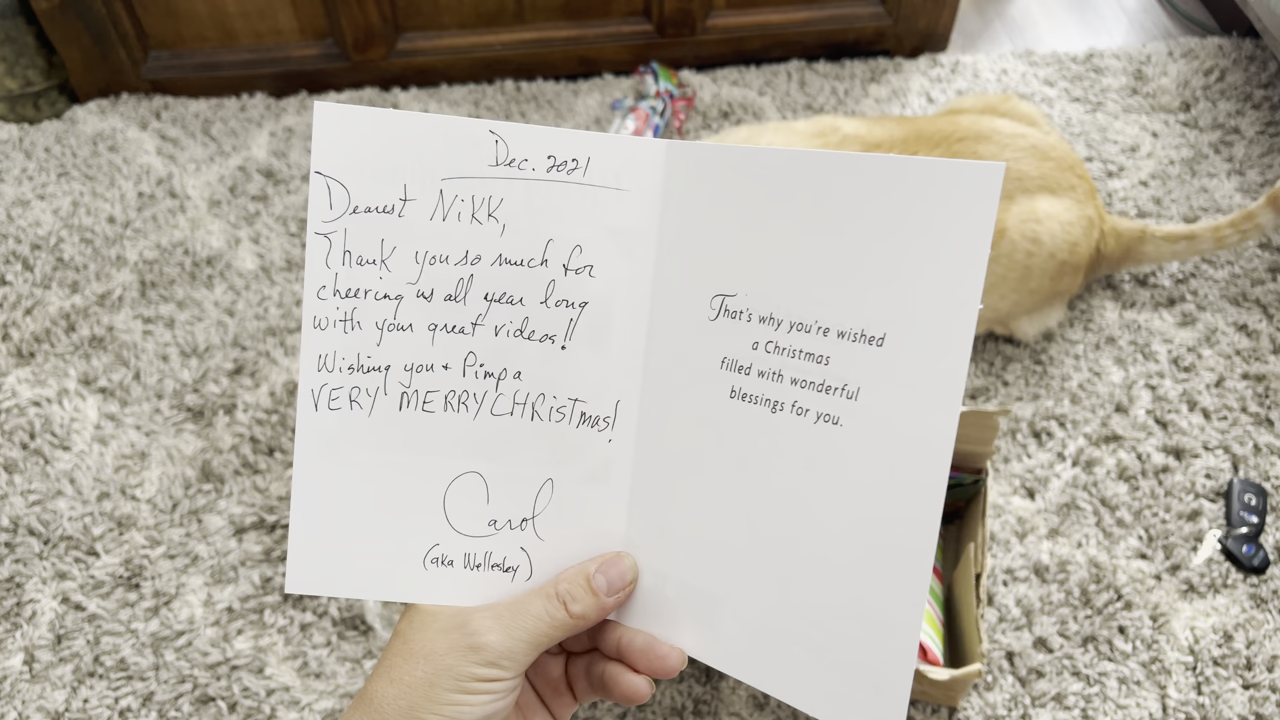 Dec. 2021
Dearest NiKK,
Thank you so much for
cheering us all year long
with your great videos!!
Wishing you + Pimpa
VERY MERRY CHRistmas!
Carol
(aka Wellesley)
That's why you're wished
a Christmas
filled with wonderful
blessings for you.